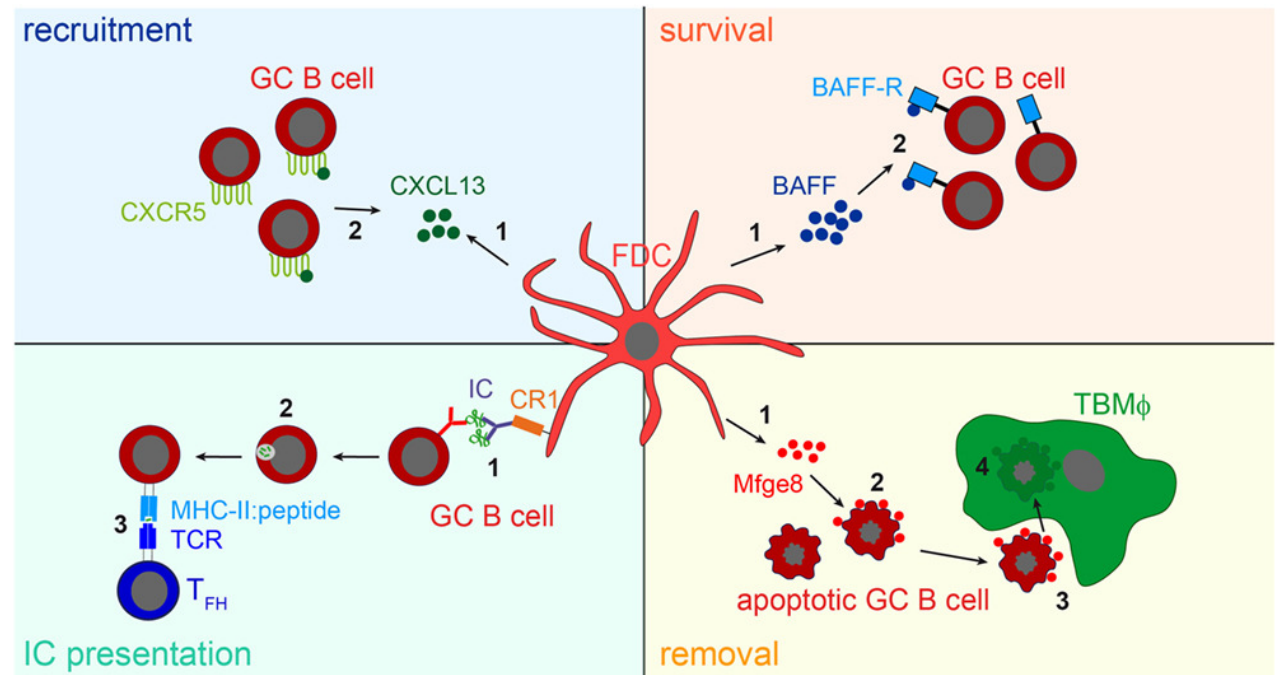 recruitment
GC B cell
CXCR5
CXCL13
2
1
survival
BAFF-R
GC B cell
2
BAFF
1
FDC
IC
CR1
2
1
GC B cell
3
MHC-II:peptide
TCR
TFH
IC presentation
1
Mfge8
2
TBMϕ
4
3
apoptotic GC B cell
removal